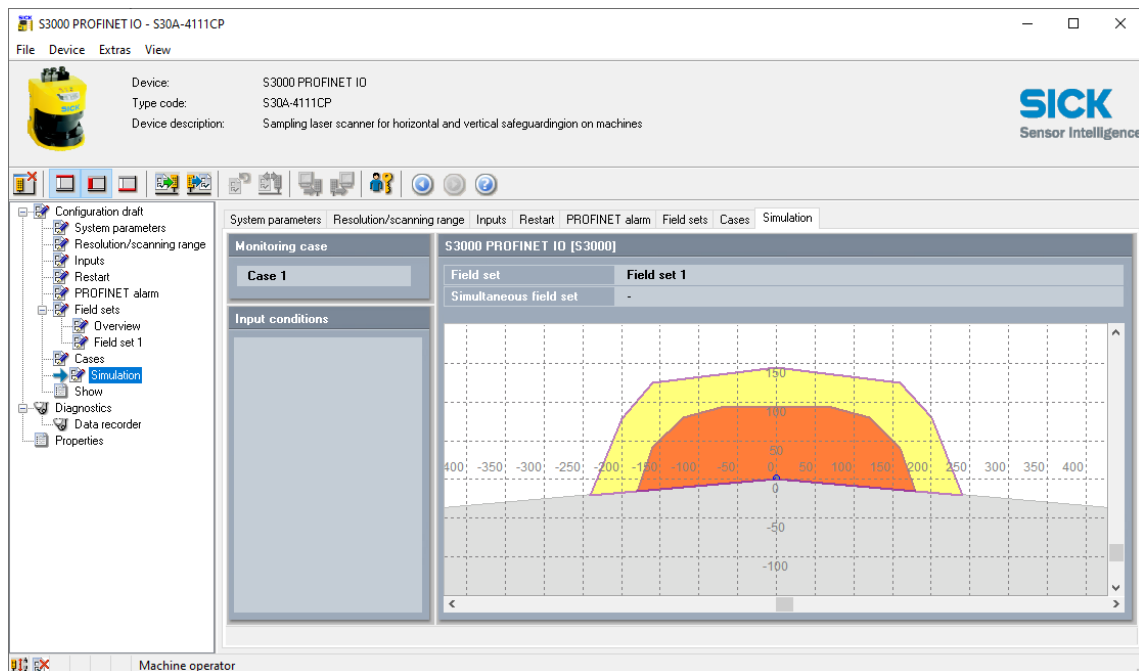 S3000 PROFINET IO - S30A-4111CP
File Device Extras View
Device: S3000 PROFINET IO
Type code: S30A-4111CP
Device description: Sampling laser scanner for horizontal and vertical safeguardingion on machines
SICK
Sensor Intelligence
Configuration draft
System parameters
Resolution/scanning range
Inputs
Restart
PROFINET alarm
Field sets
Overview
Field set 1
Cases
Simulation
Show
Diagnostics
Data recorder
Properties
System parameters Resolution/scanning range Inputs Restart PROFINET alarm Field sets Cases Simulation
Monitoring case
Case 1
Input conditions
S3000 PROFINET IO [S3000]
Field set Field set 1
Simultaneous field set -
150
100
50
400 -350 -300 -250 -200 -150 -100 -50 0 50 100 150 200 250 300 350 400
0
-50
-100
Machine operator